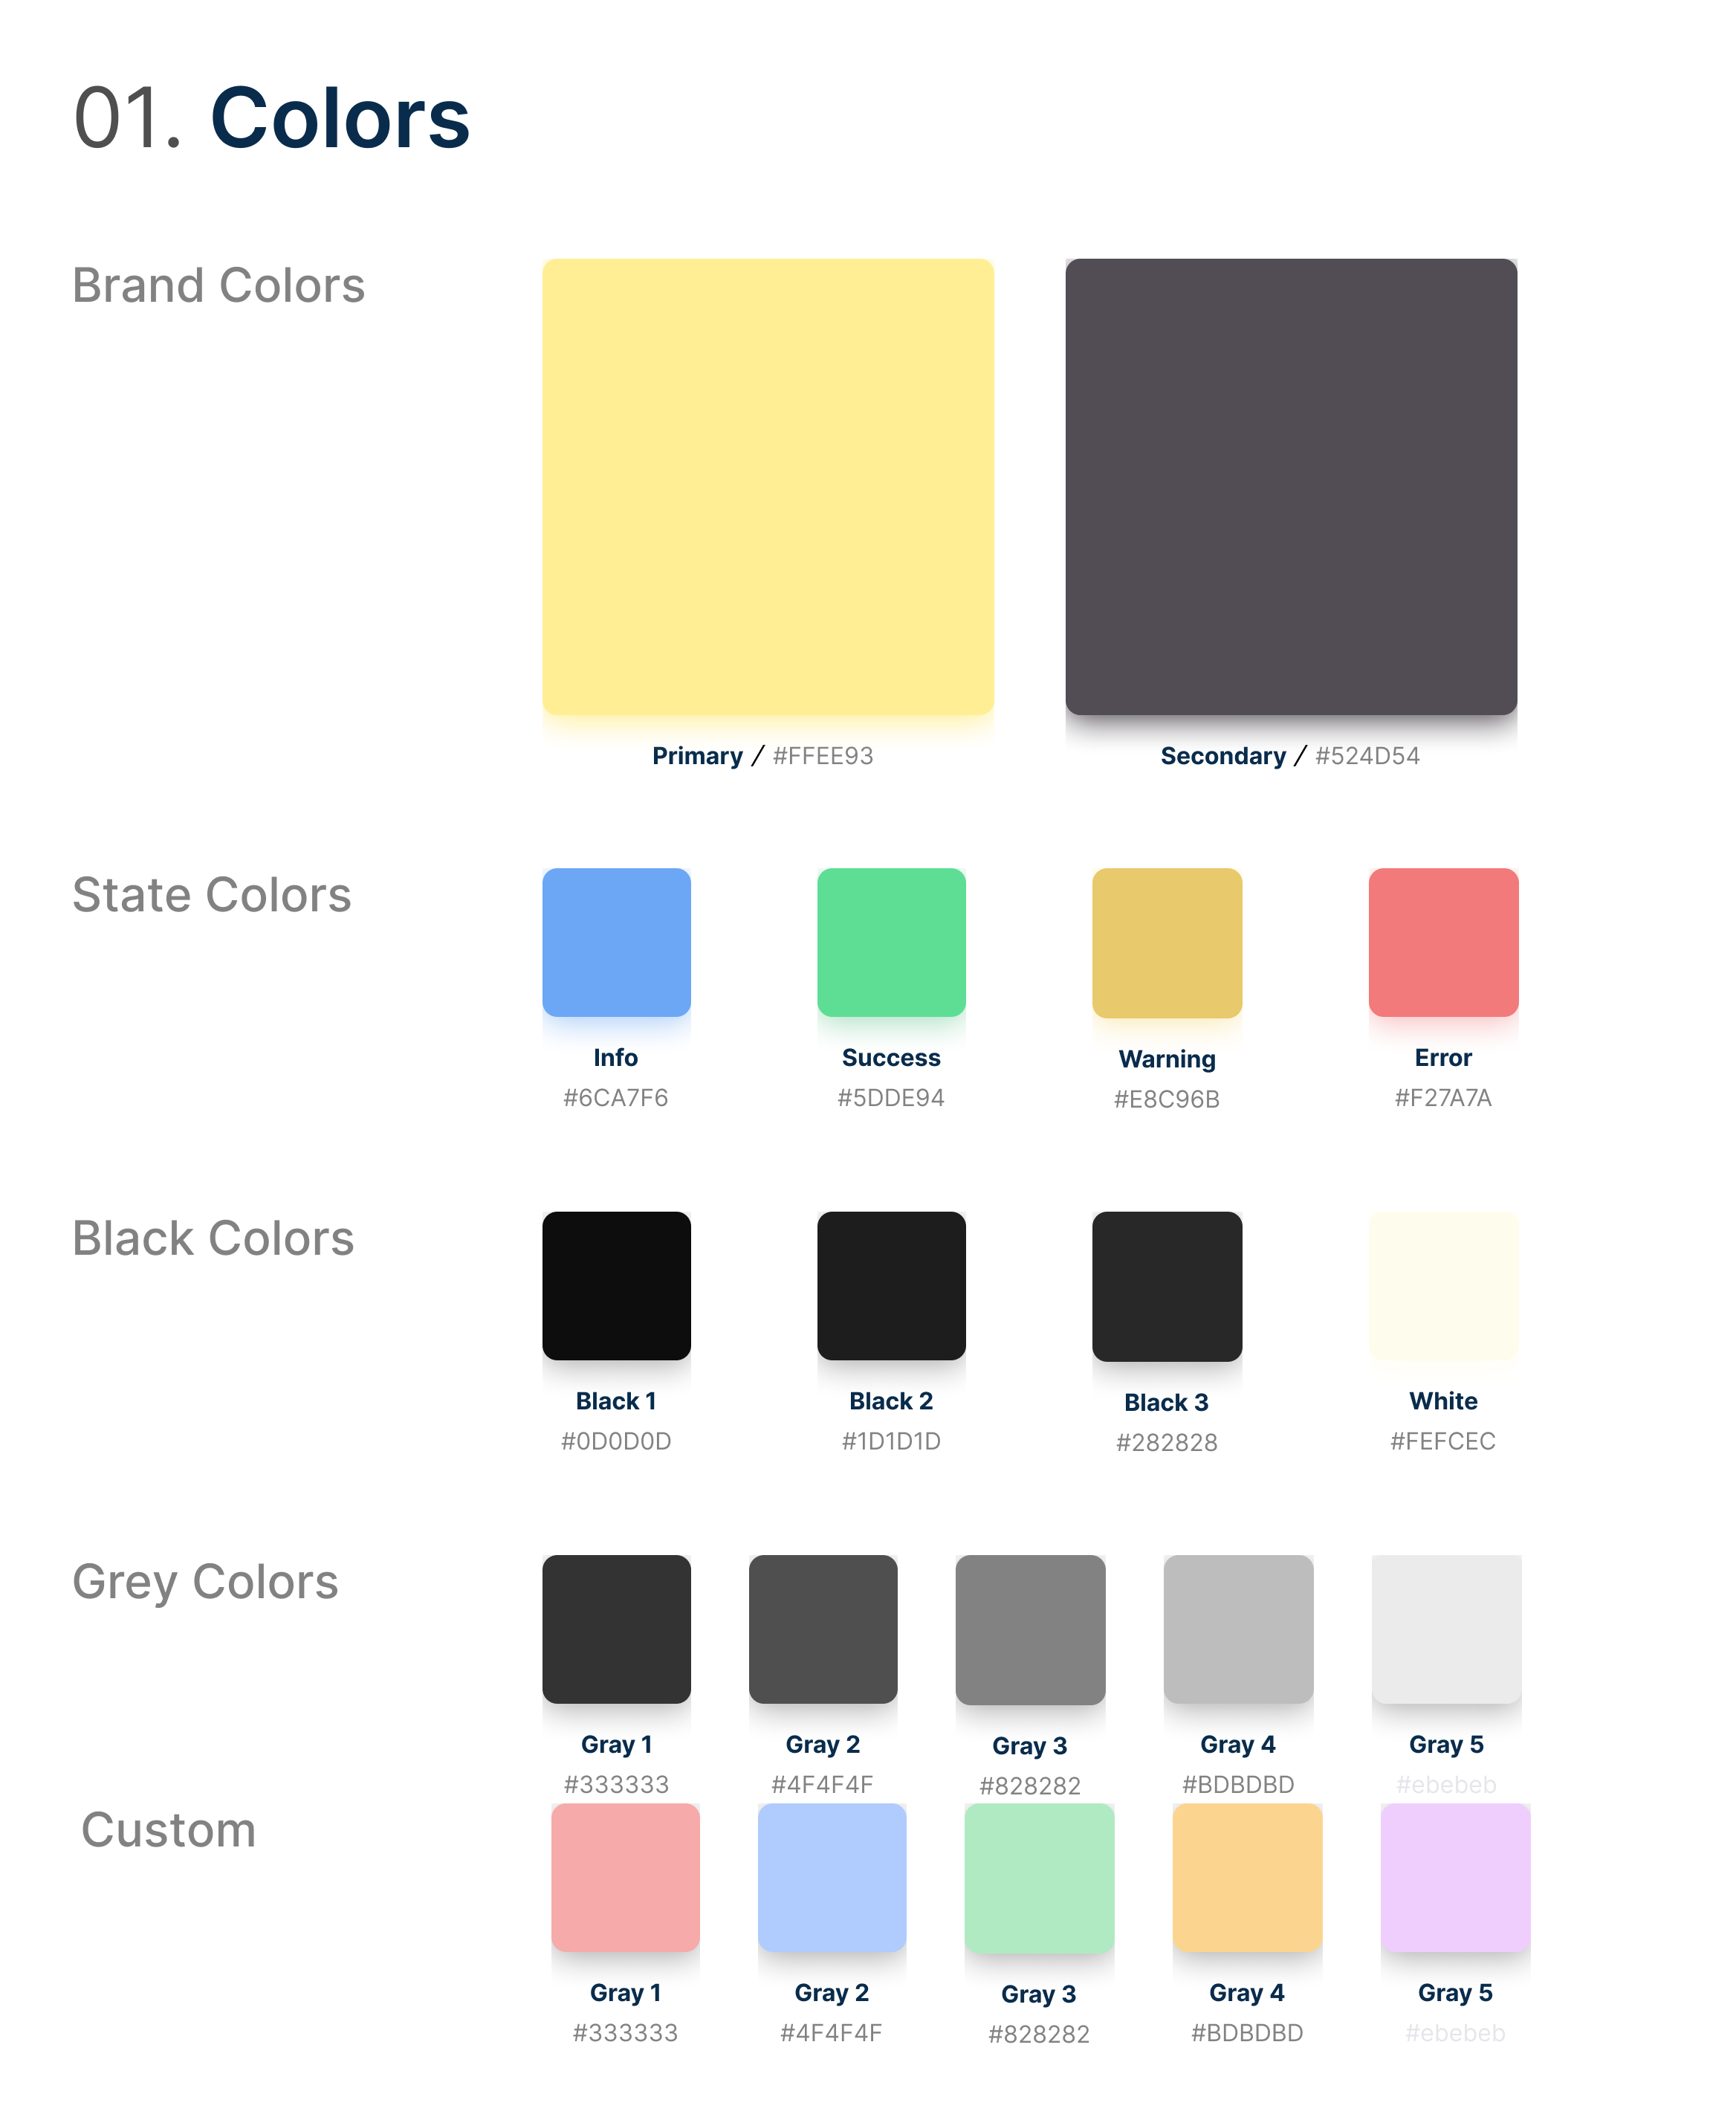 01. Colors
Brand Colors
Primary / #FFEE93
Secondary / #524D54
State Colors
Info
#6CA7F6
Success
#5DDE94
Warning
#E8C96B
Error
#F27A7A
Black Colors
Black 1
#0D0D0D
Black 2
#1D1D1D
Black 3
#282828
White
#FEFCEC
Grey Colors
Gray 1
#333333
Gray 2
#4F4F4F
Gray 3
#828282
Gray 4
#BDBDBD
Gray 5
#ebebeb
Custom
Gray 1
#333333
Gray 2
#4F4F4F
Gray 3
#828282
Gray 4
#BDBDBD
Gray 5
#ebebeb